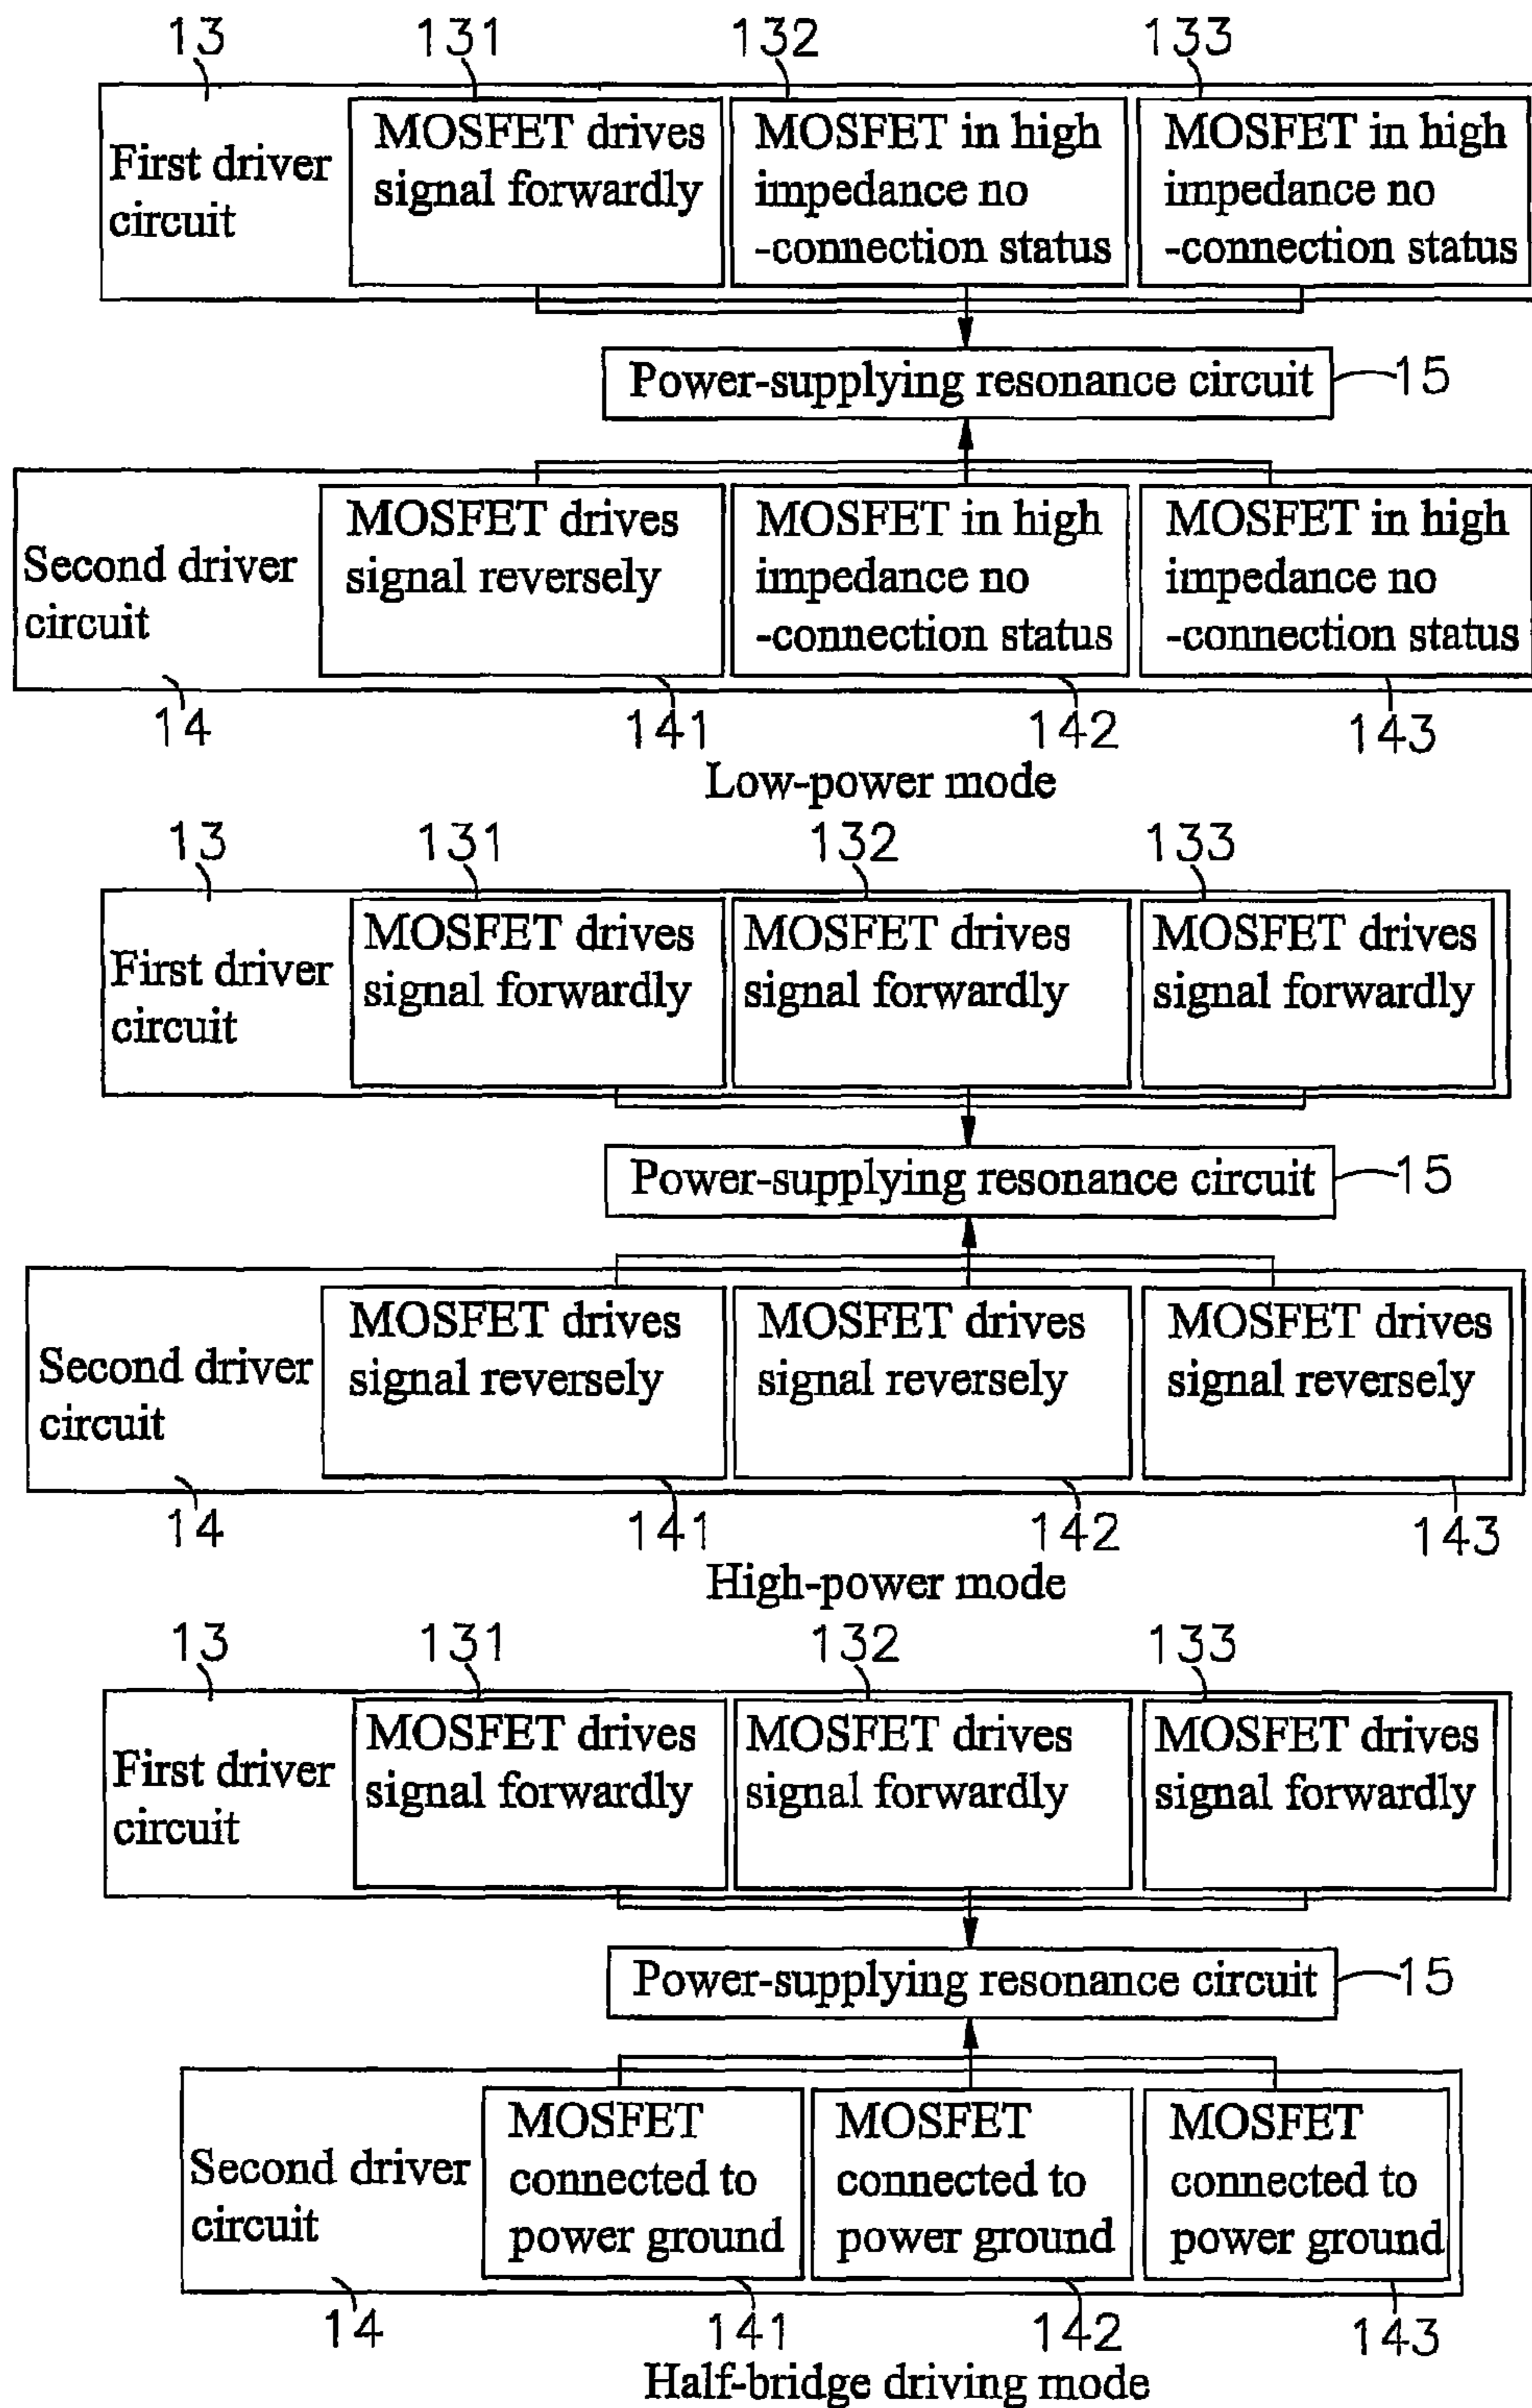 13 131 132 133
First driver
circuit
MOSFET drives
signal forwardly
MOSFET in high
impedance no
-connection status
MOSFET in high
impedance no
-connection status
Power-supplying resonance circuit 15
Second driver
circuit
MOSFET drives
signal reversely
MOSFET in high
impedance no
-connection status
MOSFET in high
impedance no
-connection status
14 141 142 143
Low-power mode
13 131 132 133
First driver
circuit
MOSFET drives
signal forwardly
MOSFET drives
signal forwardly
MOSFET drives
signal forwardly
Power-supplying resonance circuit 15
Second driver
circuit
MOSFET drives
signal reversely
MOSFET drives
signal reversely
MOSFET drives
signal reversely
14 141 142 143
High-power mode
13 131 132 133
First driver
circuit
MOSFET drives
signal forwardly
MOSFET drives
signal forwardly
MOSFET drives
signal forwardly
Power-supplying resonance circuit 15
Second driver
circuit
MOSFET
connected to
power ground
MOSFET
connected to
power ground
MOSFET
connected to
power ground
14 141 142 143
Half-bridge driving mode